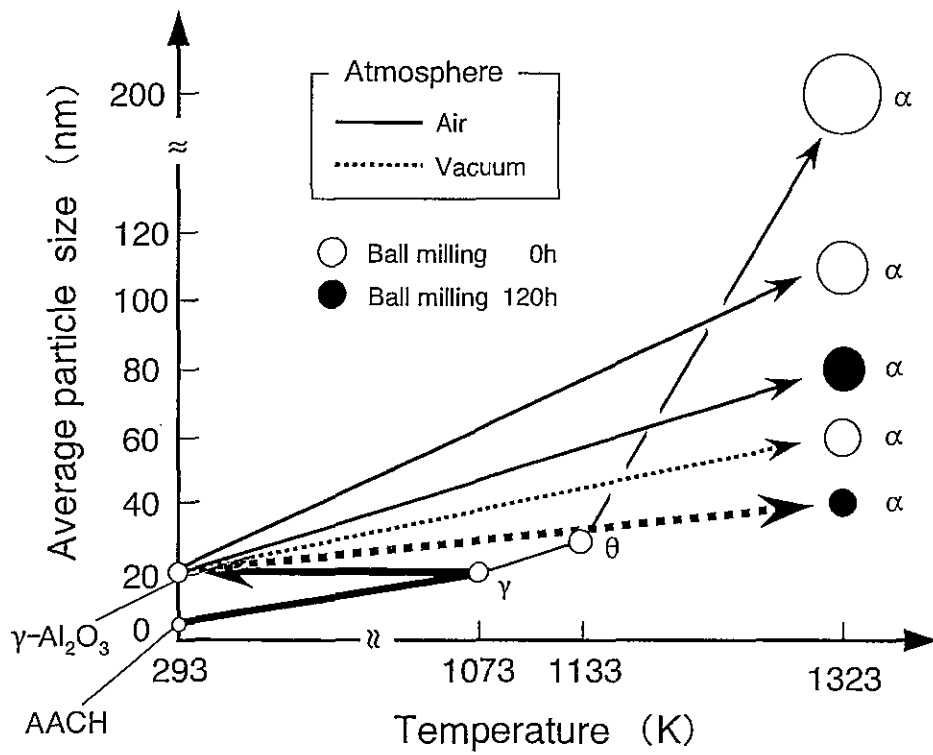 Average particle size (nm)
200
≈
120
100
80
60
40
20
0
Atmosphere
Air
Vacuum
Ball milling 0h
Ball milling 120h
α
α
α
α
α
θ
γ
γ-Al₂O₃
AACH
293
≈
1073
1133
1323
Temperature (K)